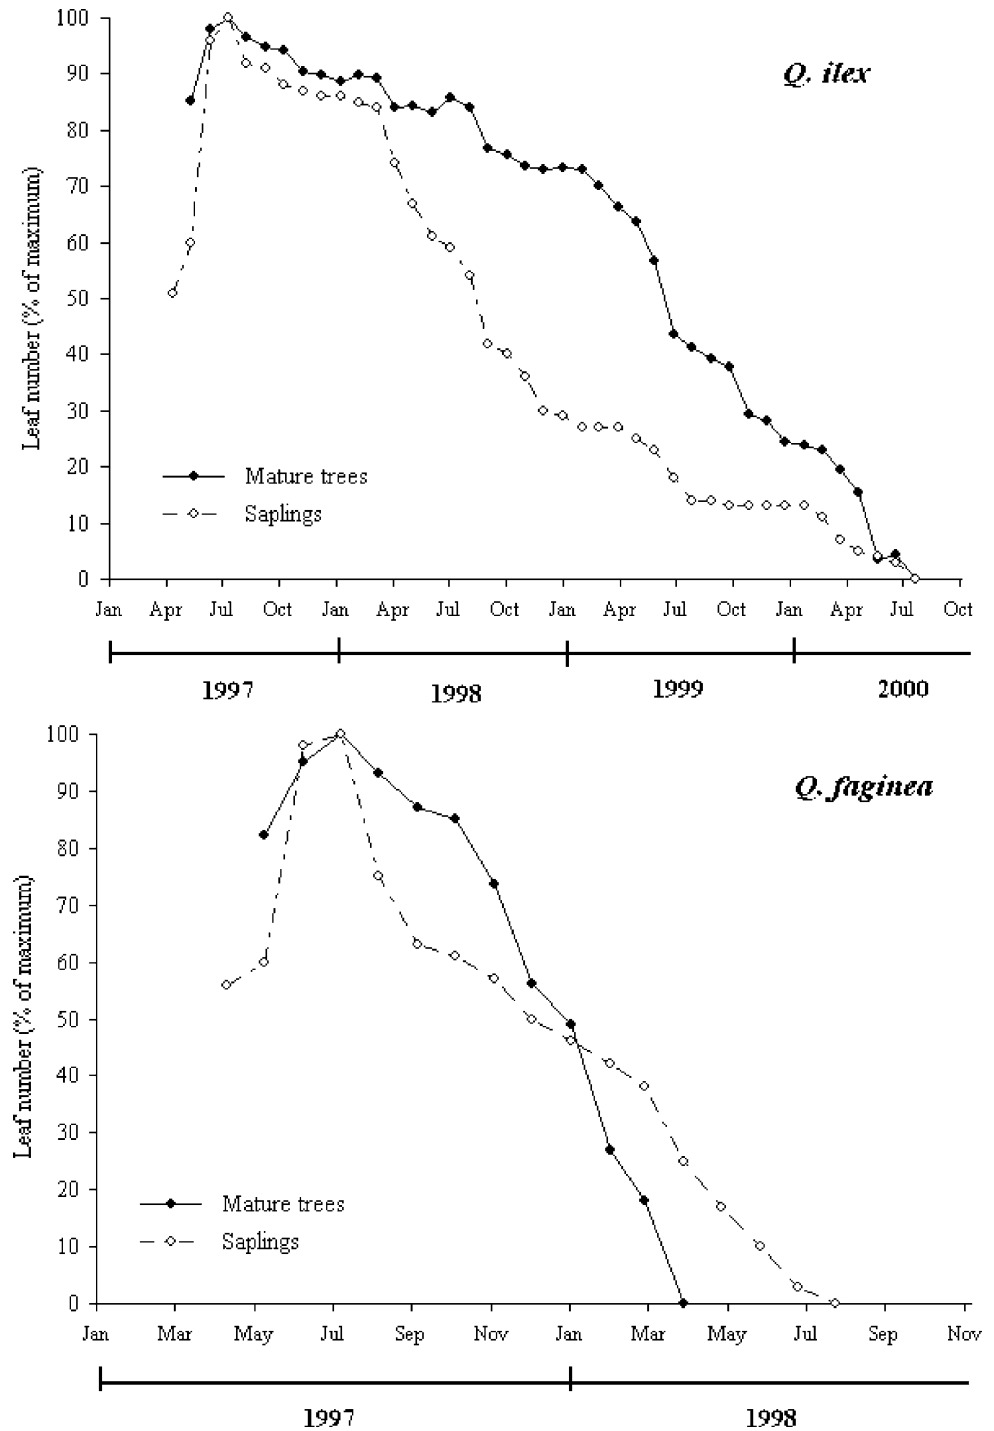 100
Q. ilex
90
80
70
60
50
40
30
20
10
0
Leaf number (% of maximum)
Mature trees
Saplings
Jan Apr Jul Oct Jan Apr Jul Oct Jan Apr Jul Oct Jan Apr Jul Oct
1997 1998 1999 2000
100
Q. faginea
90
80
70
60
50
40
30
20
10
0
Leaf number (% of maximum)
Mature trees
Saplings
Jan Mar May Jul Sep Nov Jan Mar May Jul Sep Nov
1997 1998